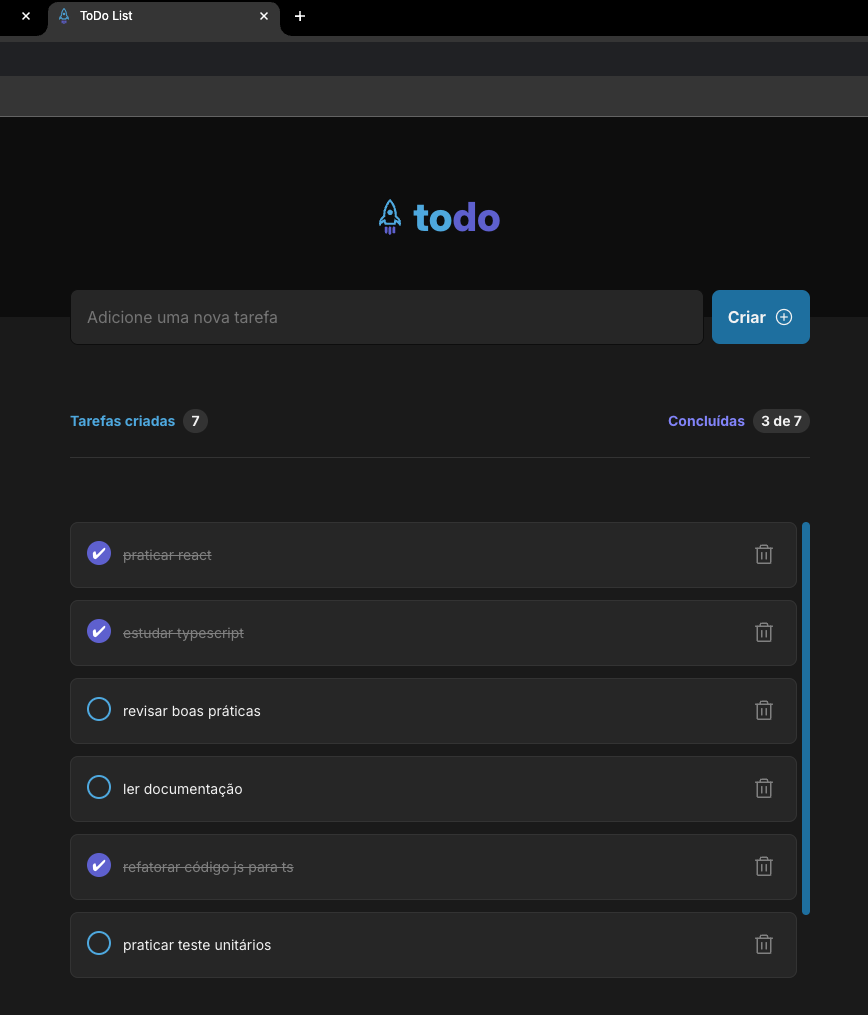 ToDo List
todo
Adicione uma nova tarefa
Criar
Tarefas criadas 7
Concluídas 3 de 7
praticar react
estudar typescript
revisar boas práticas
ler documentação
refatorar código js para ts
praticar teste unitários